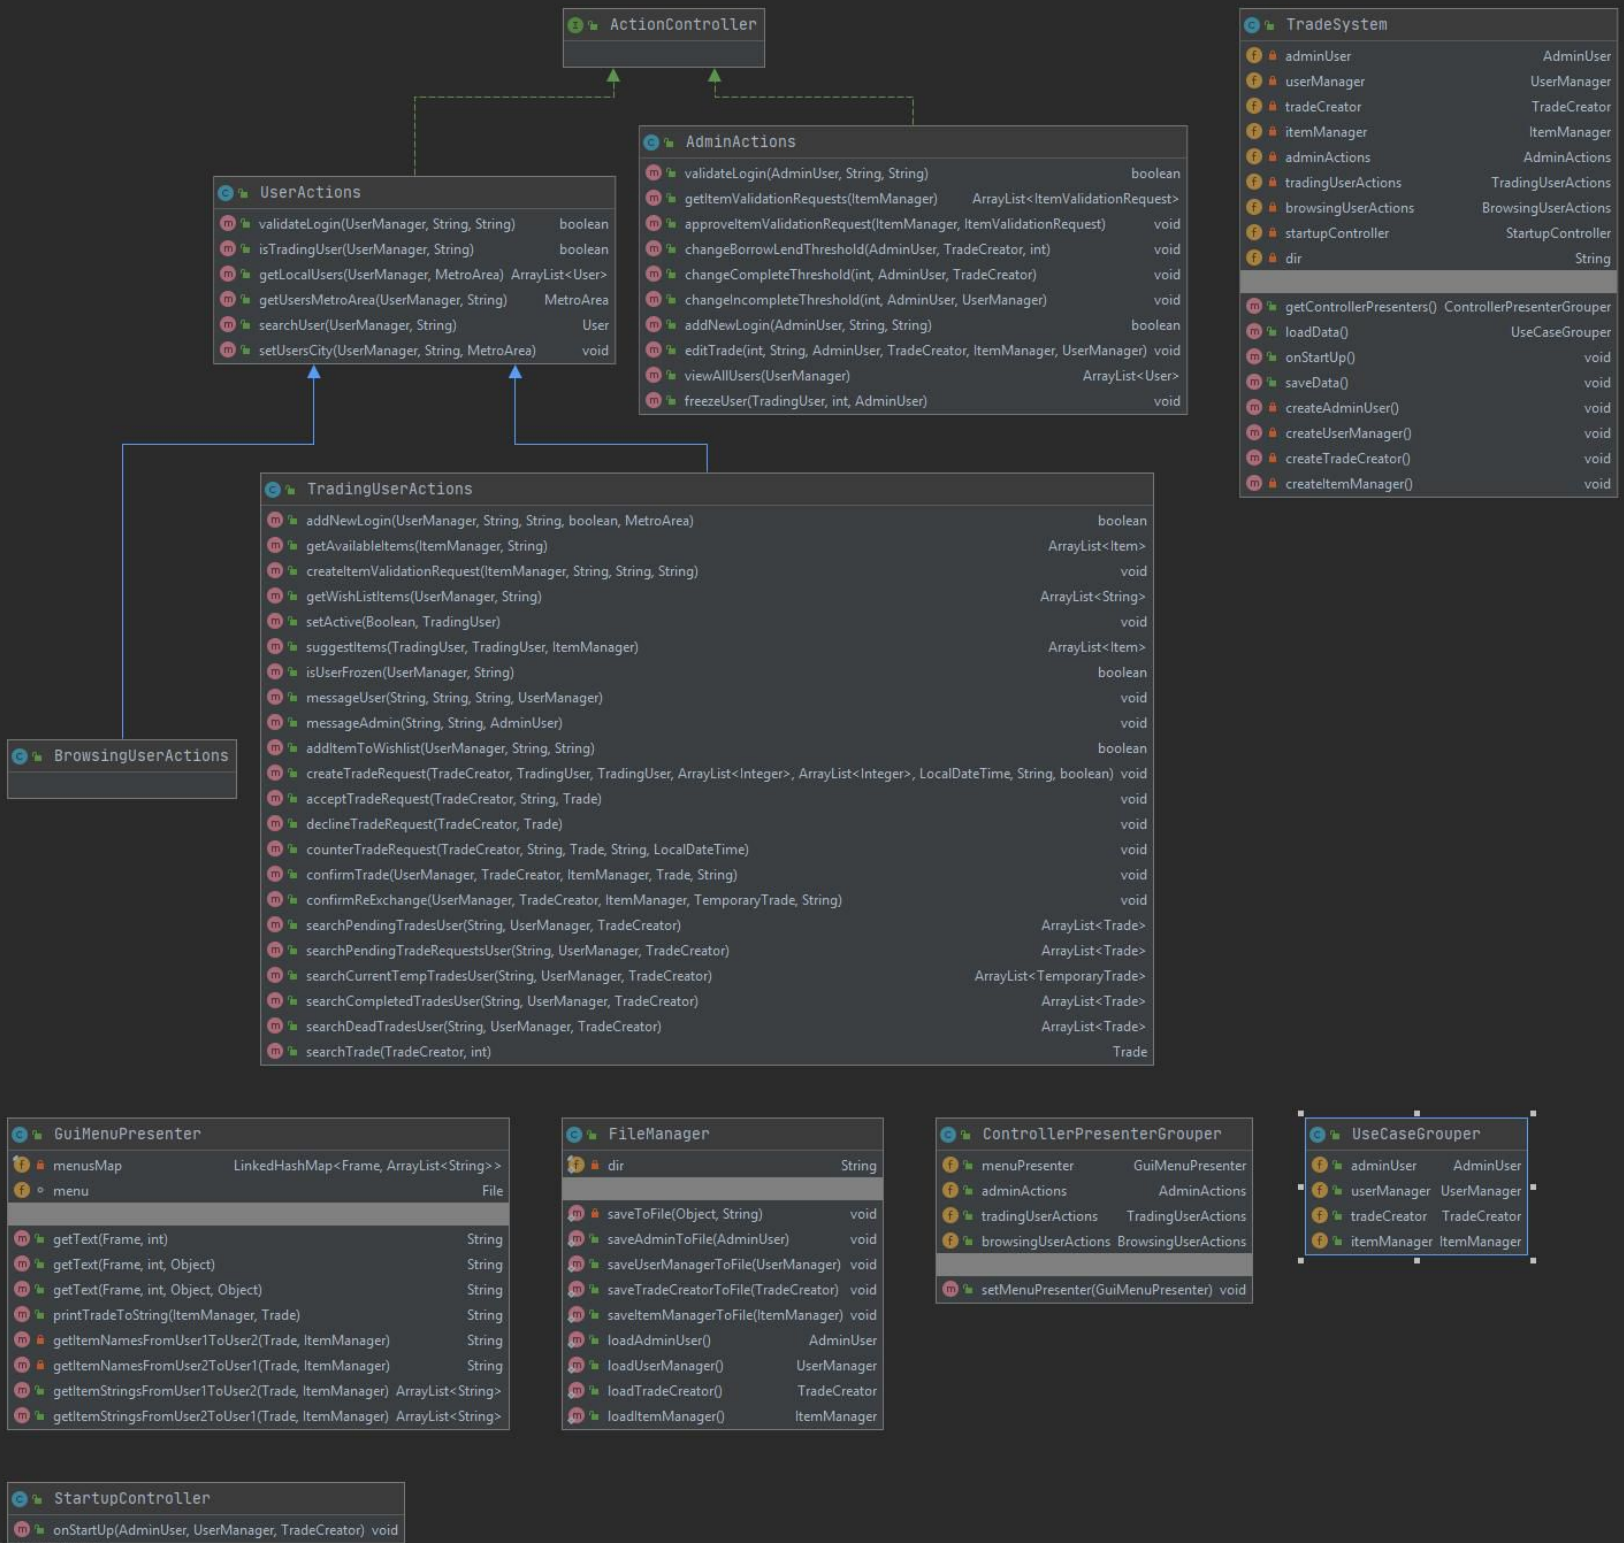 ActionController
TradeSystem
adminUser AdminUser
userManager UserManager
tradeCreator TradeCreator
itemManager ItemManager
adminActions AdminActions
tradingUserActions TradingUserActions
browsingUserActions BrowsingUserActions
startupController StartupController
dir String
getControllerPresenters() ControllerPresenterGrouper
loadData() UseCaseGrouper
onStartUp() void
saveData() void
createAdminUser() void
createUserManager() void
createTradeCreator() void
createItemManager() void
AdminActions
validateLogin(AdminUser, String, String) boolean
getItemValidationRequests(ItemManager) ArrayList<ItemValidationRequest>
approveItemValidationRequest(ItemManager, ItemValidationRequest) void
changeBorrowLendThreshold(AdminUser, TradeCreator, int) void
changeCompleteThreshold(int, AdminUser, TradeCreator) void
changeIncompleteThreshold(int, AdminUser, UserManager) void
addNewLogin(AdminUser, String, String) boolean
editTrade(int, String, AdminUser, TradeCreator, ItemManager, UserManager) void
viewAllUsers(UserManager) ArrayList<User>
freezeUser(TradingUser, int, AdminUser) void
UserActions
validateLogin(UserManager, String, String) boolean
isTradingUser(UserManager, String) boolean
getLocalUsers(UserManager, MetroArea) ArrayList<User>
getUsersMetroArea(UserManager, String) MetroArea
searchUser(UserManager, String) User
setUsersCity(UserManager, String, MetroArea) void
TradingUserActions
addNewLogin(UserManager, String, String, boolean, MetroArea) boolean
getAvailableItems(ItemManager, String) ArrayList<Item>
createItemValidationRequest(ItemManager, String, String, String) void
getWishListItems(UserManager, String) ArrayList<String>
setActive(Boolean, TradingUser) void
suggestItems(TradingUser, TradingUser, ItemManager) ArrayList<Item>
isUserFrozen(UserManager, String) boolean
messageUser(String, String, String, UserManager) void
messageAdmin(String, String, AdminUser) void
addItemToWishlist(UserManager, String, String) boolean
createTradeRequest(TradeCreator, TradingUser, TradingUser, ArrayList<Integer>, ArrayList<Integer>, LocalDateTime, String, boolean) void
acceptTradeRequest(TradeCreator, String, Trade) void
declineTradeRequest(TradeCreator, Trade) void
counterTradeRequest(TradeCreator, String, Trade, String, LocalDateTime) void
confirmTrade(UserManager, TradeCreator, ItemManager, Trade, String) void
confirmReExchange(UserManager, TradeCreator, ItemManager, TemporaryTrade, String) void
searchPendingTradesUser(String, UserManager, TradeCreator) ArrayList<Trade>
searchPendingTradeRequestsUser(String, UserManager, TradeCreator) ArrayList<Trade>
searchCurrentTempTradesUser(String, UserManager, TradeCreator) ArrayList<TemporaryTrade>
searchCompletedTradesUser(String, UserManager, TradeCreator) ArrayList<Trade>
searchDeadTradesUser(String, UserManager, TradeCreator) ArrayList<Trade>
searchTrade(TradeCreator, int) Trade
BrowsingUserActions
GuiMenuPresenter
menusMap LinkedHashMap<Frame, ArrayList<String>>
menu File
getText(Frame, int) String
getText(Frame, int, Object) String
getText(Frame, int, Object, Object) String
printTradeToString(ItemManager, Trade) String
getItemNamesFromUser1ToUser2(Trade, ItemManager) String
getItemNamesFromUser2ToUser1(Trade, ItemManager) String
getItemStringsFromUser1ToUser2(Trade, ItemManager) ArrayList<String>
getItemStringsFromUser2ToUser1(Trade, ItemManager) ArrayList<String>
FileManager
dir String
saveToFile(Object, String) void
saveAdminToFile(AdminUser) void
saveUserManagerToFile(UserManager) void
saveTradeCreatorToFile(TradeCreator) void
saveItemManagerToFile(ItemManager) void
loadAdminUser() AdminUser
loadUserManager() UserManager
loadTradeCreator() TradeCreator
loadItemManager() ItemManager
ControllerPresenterGrouper
menuPresenter GuiMenuPresenter
adminActions AdminActions
tradingUserActions TradingUserActions
browsingUserActions BrowsingUserActions
setMenuPresenter(GuiMenuPresenter) void
UseCaseGrouper
adminUser AdminUser
userManager UserManager
tradeCreator TradeCreator
itemManager ItemManager
StartupController
onStartUp(AdminUser, UserManager, TradeCreator) void